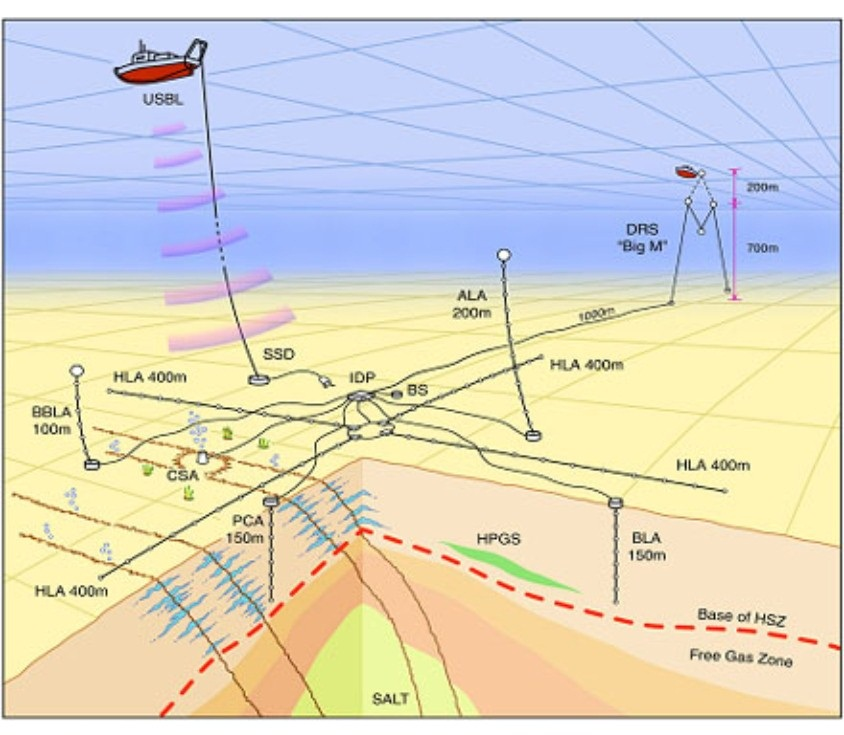 USBL
200m
DRS
"Big M"
700m
ALA
200m
1000m
SSD
HLA 400m
HLA 400m
IDP
BS
BBLA
100m
HLA 400m
CSA
PCA
150m
HPGS
BLA
150m
HLA 400m
Base of HSZ
Free Gas Zone
SALT